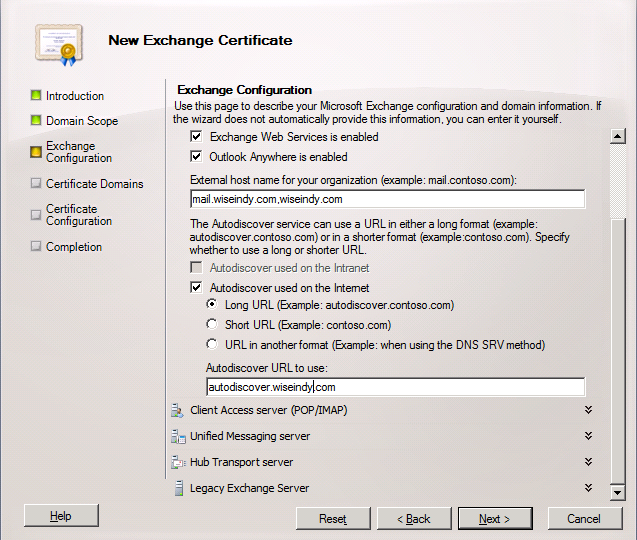 New Exchange Certificate
Introduction
Domain Scope
Exchange
Configuration
Certificate Domains
Certificate
Configuration
Completion
Exchange Configuration
Use this page to describe your Microsoft Exchange configuration and domain information. If
the wizard does not automatically provide this information, you can enter it yourself.
Exchange Web Services is enabled
Outlook Anywhere is enabled
External host name for your organization (example: mail.contoso.com):
mail.wiseindy.com,wiseindy.com
The Autodiscover service can use a URL in either a long format (example:
autodiscover.contoso.com) or in a shorter format (example:contoso.com). Specify
whether to use a long or shorter URL.
Autodiscover used on the Intranet
Autodiscover used on the Internet
Long URL (Example: autodiscover.contoso.com)
Short URL (Example: contoso.com)
URL in another format (Example: when using the DNS SRV method)
Autodiscover URL to use:
autodiscover.wiseindy.com
Client Access server (POP/IMAP)
Unified Messaging server
Hub Transport server
Legacy Exchange Server
Help
Reset
< Back
Next >
Cancel